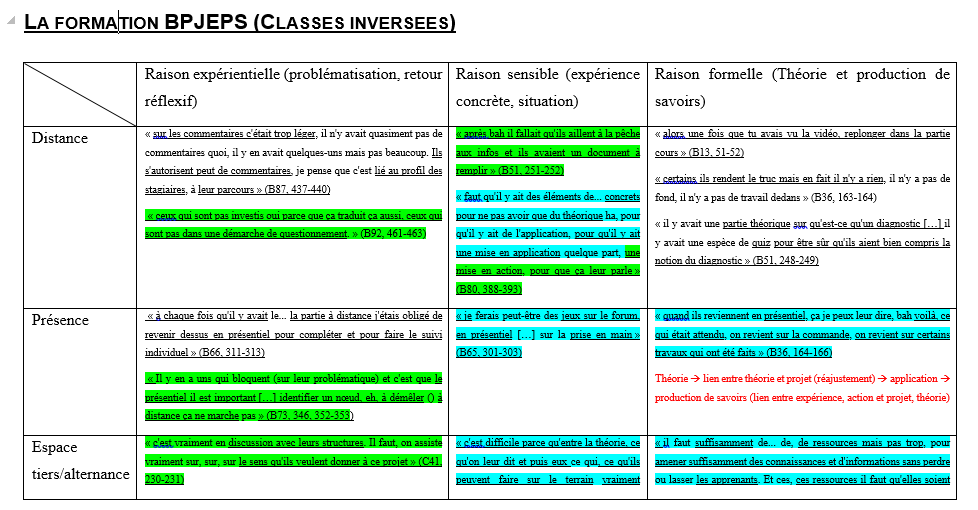 LA FORMATION BPJEPS (CLASSES INVERSEES)
Raison expérientielle (problématisation, retour
réflexif)
Raison sensible (expérience
concrète, situation)
Raison formelle (Théorie et production de
savoirs)
Distance
« sur les commentaires c'était trop léger, il n'y avait quasiment pas de
commentaires quoi, il y en avait quelques-uns mais pas beaucoup. Ils
s'autorisent peut de commentaires, je pense que c'est lié au profil des
stagiaires, à leur parcours » (B87, 437-440)
« ceux qui sont pas investis oui parce que ça traduit ça aussi, ceux qui
sont pas dans une démarche de questionnement. » (B92, 461-463)
« après bah il fallait qu'ils aillent à la pêche
aux infos et ils avaient un document à
remplir » (B51, 251-252)
« faut qu'il y ait des éléments de... concrets
pour ne pas avoir que du théorique ha, pour
qu'il y ait de l'application, pour qu'il y ait
une mise en application quelque part, une
mise en action, pour que ça leur parle »
(B80, 388-393)
« alors une fois que tu avais vu la vidéo, replonger dans la partie
cours » (B13, 51-52)
« certains ils rendent le truc mais en fait il n'y a rien, il n'y a pas de
fond, il n'y a pas de travail dedans » (B36, 163-164)
« il y avait une partie théorique sur qu'est-ce qu'un diagnostic […] il
y avait une espèce de quiz pour être sûr qu'ils aient bien compris la
notion du diagnostic » (B51, 248-249)
Présence
« à chaque fois qu'il y avait le... la partie à distance j'étais obligé de
revenir dessus en présentiel pour compléter et pour faire le suivi
individuel » (B66, 311-313)
« Il y en a uns qui bloquent (sur leur problématique) et c'est que le
présentiel il est important […] identifier un nœud, eh, à démêler () à
distance ça ne marche pas » (B73, 346, 352-353)
« je ferais peut-être des jeux sur le forum,
en présentiel […] sur la prise en main »
(B65, 301-303)
« quand ils reviennent en présentiel, ça je peux leur dire, bah voilà, ce
qui était attendu, on revient sur la commande, on revient sur certains
travaux qui ont été faits » (B36, 164-166)
Théorie → lien entre théorie et projet (réajustement) → application →
production de savoirs (lien entre expérience, action et projet, théorie)
Espace
tiers/alternance
« c'est vraiment en discussion avec leurs structures. Il faut, on assiste
vraiment sur, sur, sur le sens qu'ils veulent donner à ce projet » (C41,
230-231)
« c'est difficile parce qu'entre la théorie, ce
qu'on leur dit et puis eux ce qui, ce qu'ils
peuvent faire sur le terrain vraiment
« il faut suffisamment de... de, de ressources mais pas trop, pour
amener suffisamment des connaissances et d'informations sans perdre
ou lasser les apprenants. Et ces, ces ressources il faut qu'elles soient